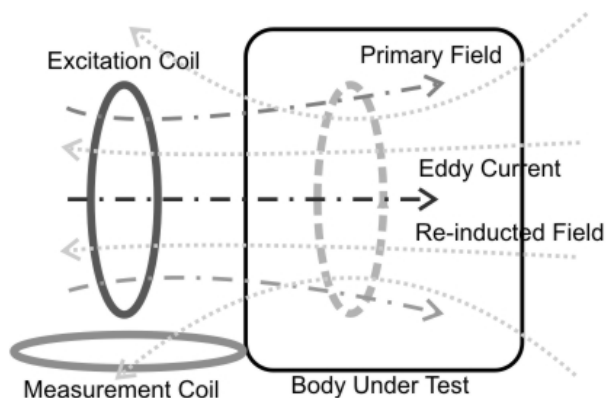 Excitation Coil
Primary Field
Eddy Current
Re-inducted Field
Measurement Coil
Body Under Test